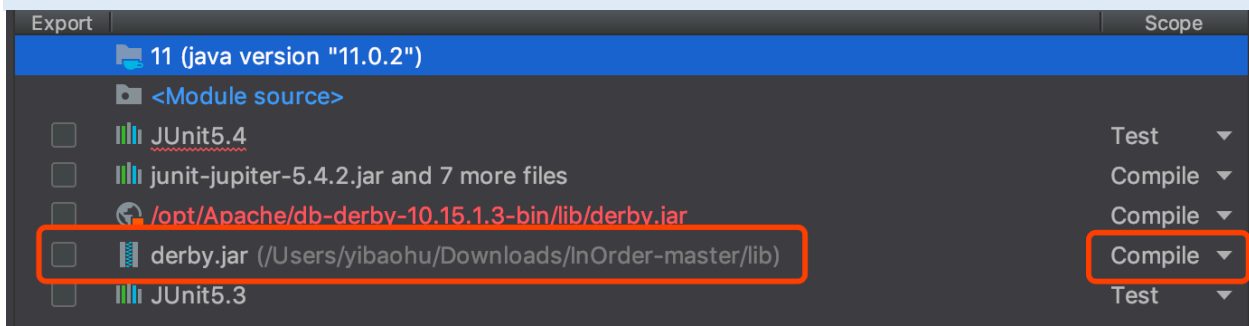 Export Scope
11 (java version "11.0.2")
<Module source>
JUnit5.4 Test
junit-jupiter-5.4.2.jar and 7 more files Compile
/opt/Apache/db-derby-10.15.1.3-bin/lib/derby.jar Compile
derby.jar (/Users/yibaohu/Downloads/InOrder-master/lib) Compile
JUnit5.3 Test